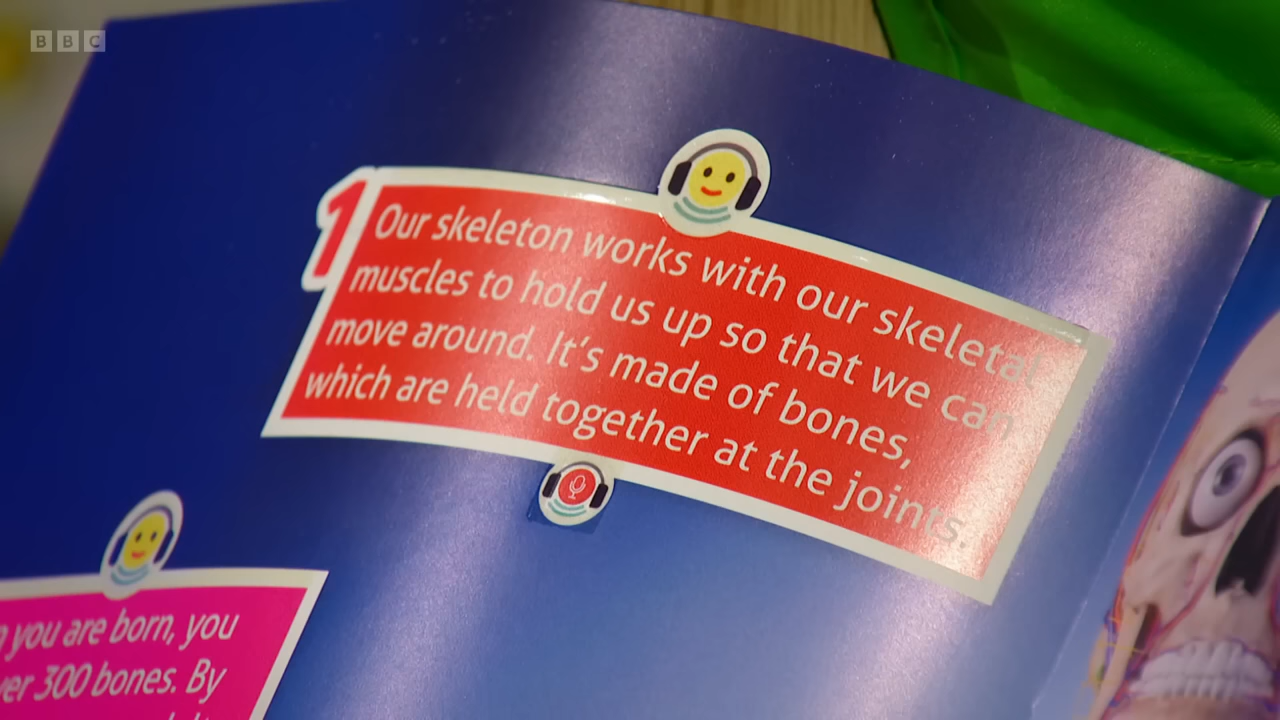 BBC
1
Our skeleton works with our skeletal
muscles to hold us up so that we can
move around. It's made of bones,
which are held together at the joints.
you are born, you
300 bones. By